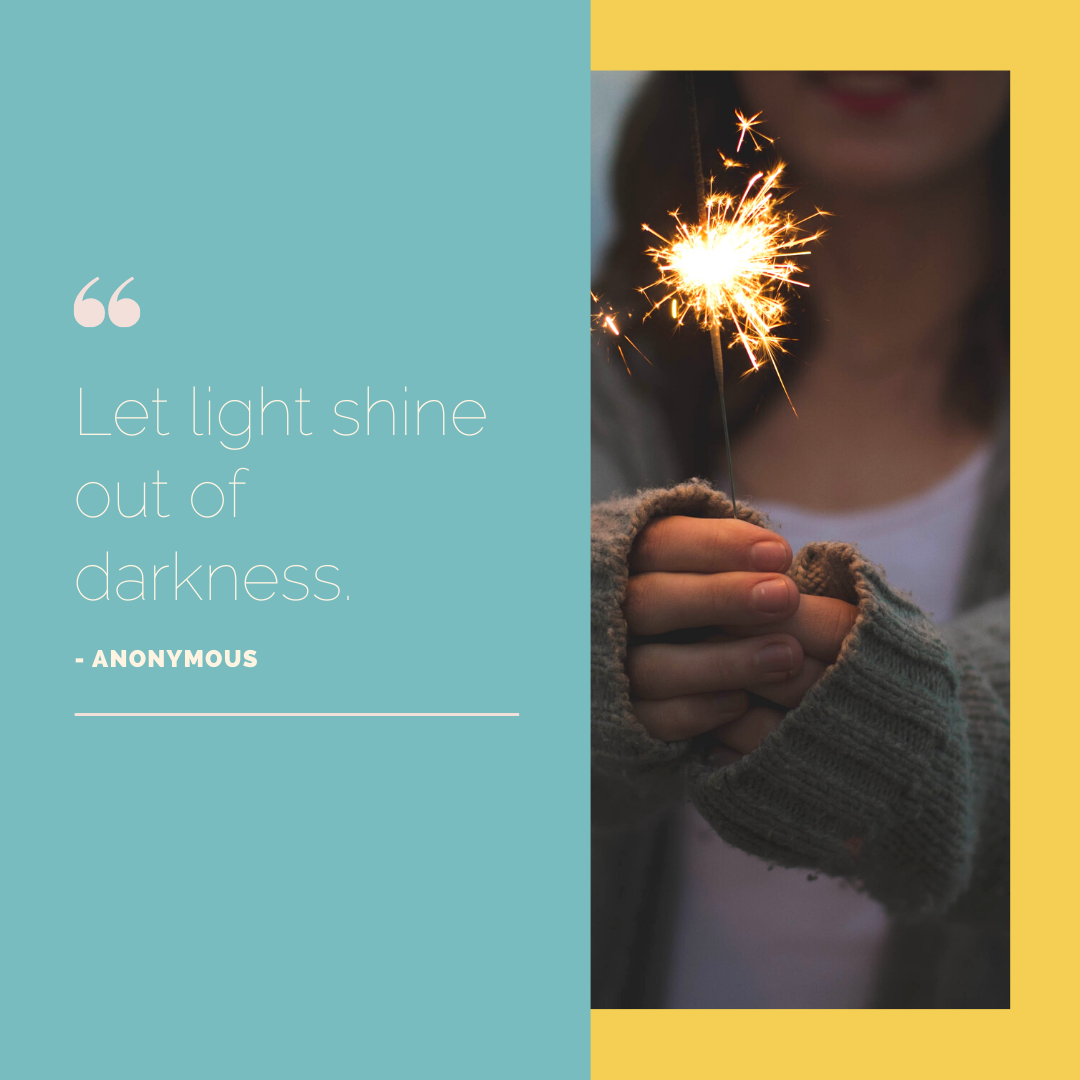 “
Let light shine
out of
darkness.
- ANONYMOUS